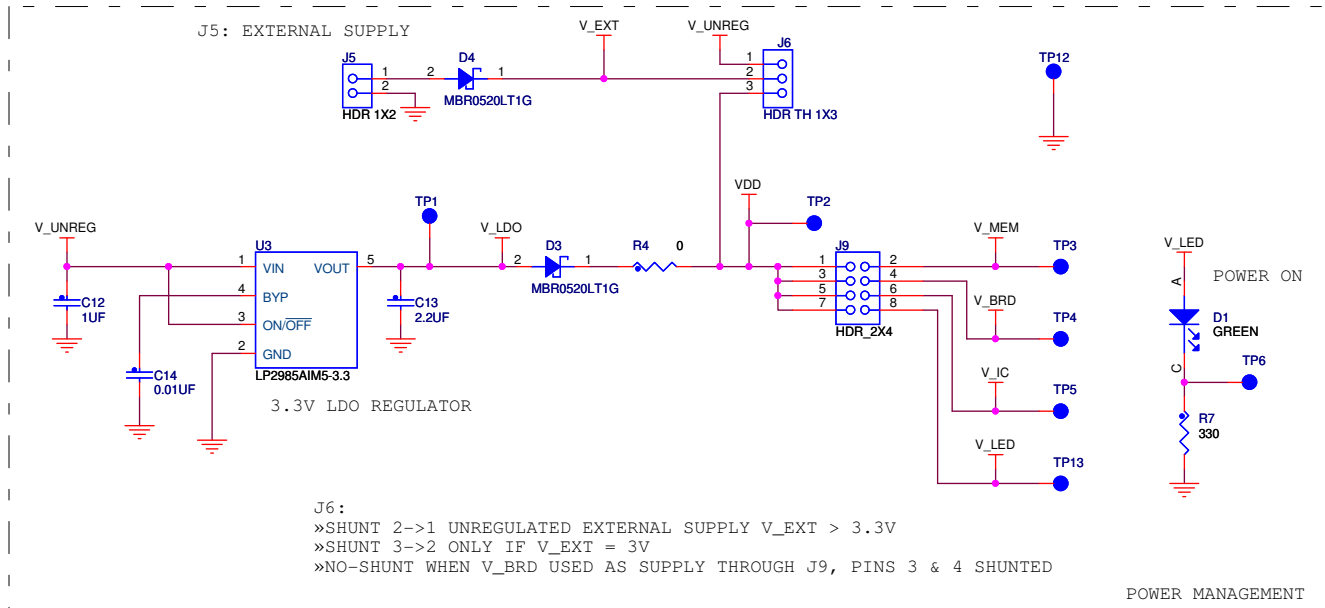 J5: EXTERNAL SUPPLY
V_EXT
V_UNREG
J5
1
2
HDR 1X2
2
D4
1
MBR0520LT1G
J6
1
2
3
HDR TH 1X3
TP12
V_UNREG
C12
1UF
C14
0.01UF
U3
1
VIN
VOUT
5
4
BYP
3
ON/OFF
2
GND
LP2985AIM5-3.3
3.3V LDO REGULATOR
TP1
C13
2.2UF
V_LDO
2
D3
1
MBR0520LT1G
R4
0
VDD
TP2
J9
1
2
3
4
5
6
7
8
HDR_2X4
V_MEM
TP3
V_BRD
TP4
V_IC
TP5
V_LED
TP13
V_LED
POWER ON
A
D1
GREEN
C
TP6
R7
330
J6:
»SHUNT 2->1 UNREGULATED EXTERNAL SUPPLY V_EXT > 3.3V
»SHUNT 3->2 ONLY IF V_EXT = 3V
»NO-SHUNT WHEN V_BRD USED AS SUPPLY THROUGH J9, PINS 3 & 4 SHUNTED
POWER MANAGEMENT